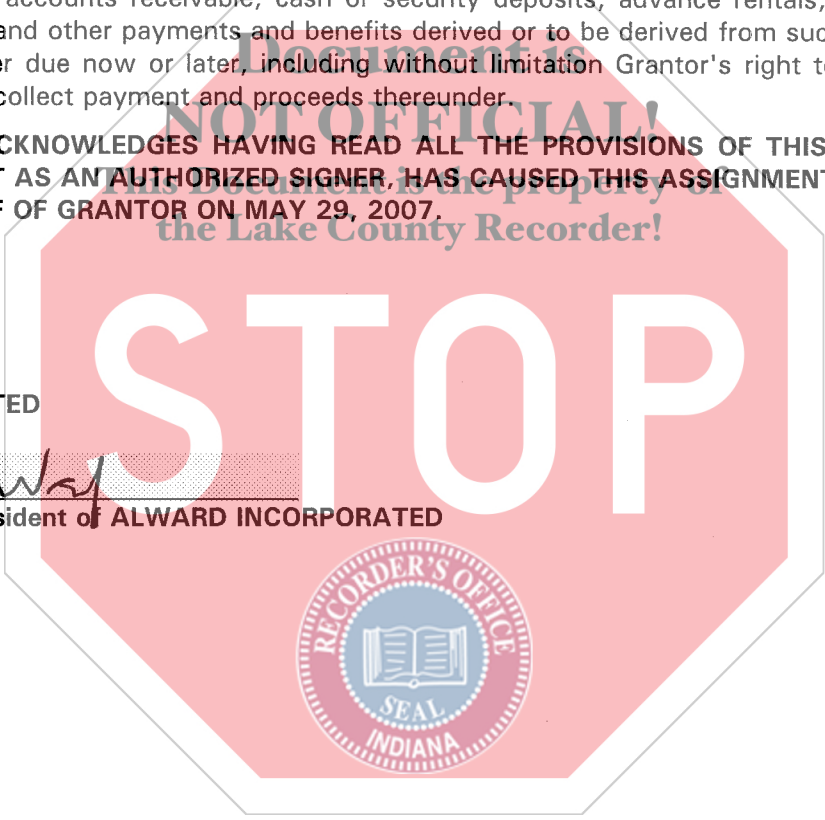 accounts receivable, cash or security deposits, advance rentals,
and other payments and benefits derived or to be derived from suc
r due now or later, including without limitation Grantor's right to
collect payment and proceeds thereunder.
Document is
NOT OFFICIAL!
This Document is the property of
the Lake County Recorder!
CKNOWLEDGES HAVING READ ALL THE PROVISIONS OF THIS
T AS AN AUTHORIZED SIGNER, HAS CAUSED THIS ASSIGNMENT
F OF GRANTOR ON MAY 29, 2007.
STOP
TED
sident of ALWARD INCORPORATED
RECORDER'S OFFICE
SEAL
INDIANA